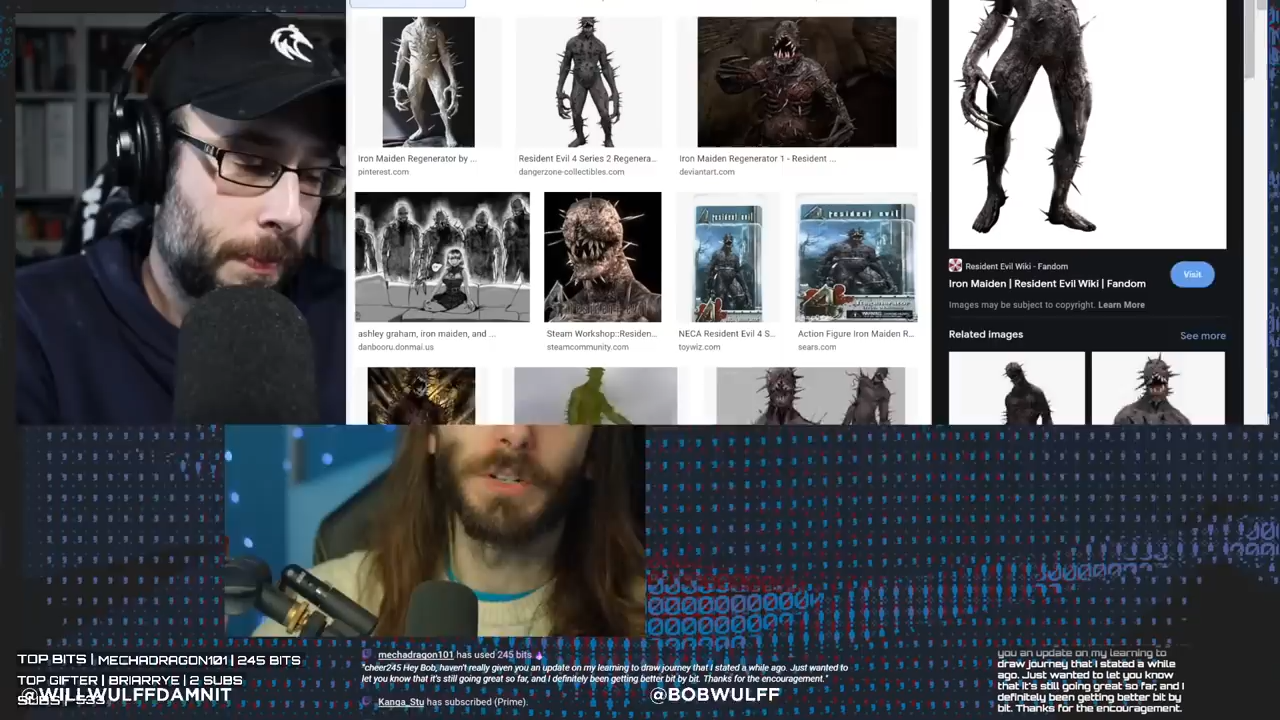 Iron Maiden Regenerator by ...
pinterest.com
Resident Evil 4 Series 2 Regenera...
dangerzone-collectibles.com
Iron Maiden Regenerator 1 - Resident ...
deviantart.com
resident evil
resident evil
ashley graham, iron maiden, and ...
danbooru.donmai.us
Steam Workshop::Residen...
steamcommunity.com
NECA Resident Evil 4 S...
toywiz.com
Action Figure Iron Maiden R...
sears.com
Resident Evil Wiki - Fandom
Iron Maiden | Resident Evil Wiki | Fandom
Visit
Images may be subject to copyright. Learn More
Related images
See more
TOP BITS | MECHADRAGON101 | 245 BITS
TOP GIFTER | BRIARRYE | 2 SUBS
SUBS | 533
@WILLWULFFDAMNIT
mechadragon101 has used 245 bits
"cheer245 Hey Bob, haven't really given you an update on my learning to draw journey that I stated a while ago. Just wanted to
let you know that it's still going great so far, and I definitely been getting better bit by bit. Thanks for the encouragement."
Kanga_Stu has subscribed (Prime).
@BOBWULFF
you an update on my learning to
draw journey that I stated a while
ago. Just wanted to let you know
that it's still going great so far, and I
definitely been getting better bit by
bit. Thanks for the encouragement.